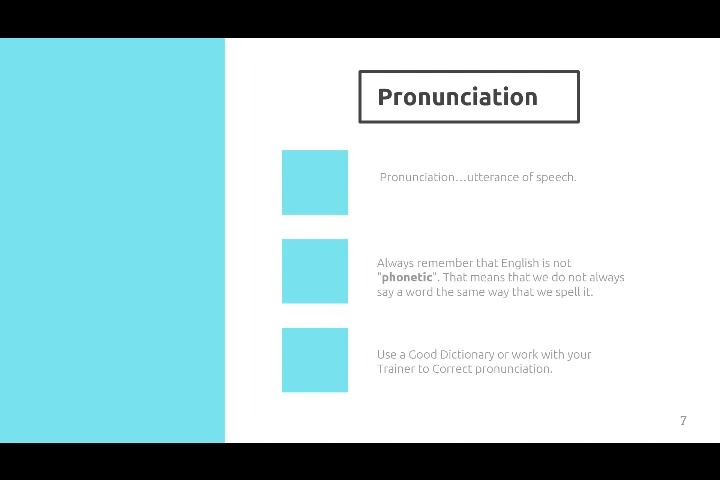 Pronunciation
Pronunciation...utterance of speech.
Always remember that English is not
"phonetic". That means that we do not always
say a word the same way that we spell it.
Use a Good Dictionary or work with your
Trainer to Correct pronunciation.
7